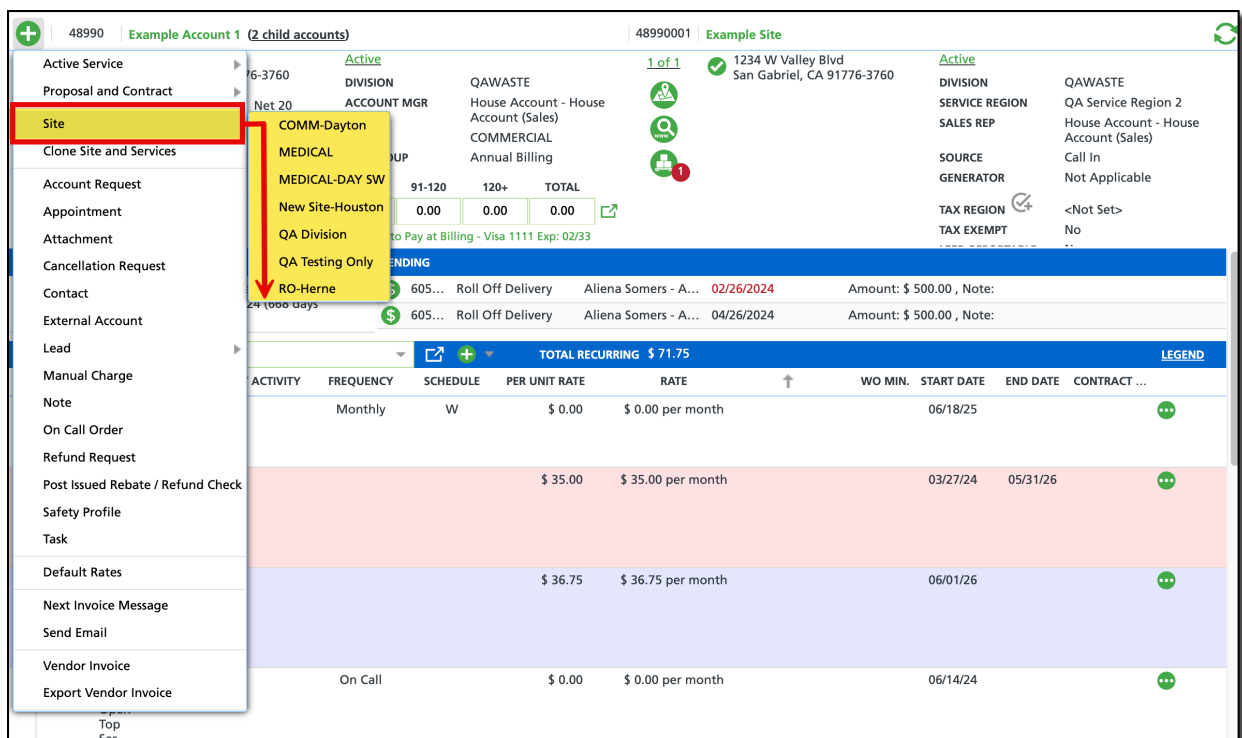 48990 Example Account 1 (2 child accounts) 48990001 Example Site
Active Service
Proposal and Contract
Site
Clone Site and Services
Account Request
Appointment
Attachment
Cancellation Request
Contact
External Account
Lead
Manual Charge
Note
On Call Order
Refund Request
Post Issued Rebate / Refund Check
Safety Profile
Task
Default Rates
Next Invoice Message
Send Email
Vendor Invoice
Export Vendor Invoice
COMM-Dayton
MEDICAL
MEDICAL-DAY SW
New Site-Houston
QA Division
QA Testing Only
RO-Herne
6-3760
Net 20
Active
DIVISION QAWASTE
ACCOUNT MGR House Account - House
Account (Sales)
COMMERCIAL
OUP Annual Billing
91-120 120+ TOTAL
0.00 0.00 0.00
to Pay at Billing - Visa 1111 Exp: 02/33
1 of 1
www
1
1234 W Valley Blvd
San Gabriel, CA 91776-3760
Active
DIVISION QAWASTE
SERVICE REGION QA Service Region 2
SALES REP House Account - House
Account (Sales)
SOURCE Call In
GENERATOR Not Applicable
TAX REGION <Not Set>
TAX EXEMPT No
NDING
$ 605... Roll Off Delivery Aliena Somers - A... 02/26/2024 Amount: $ 500.00 , Note:
24 (668 days
$ 605... Roll Off Delivery Aliena Somers - A... 04/26/2024 Amount: $ 500.00 , Note:
TOTAL RECURRING $ 71.75 LEGEND
ACTIVITY FREQUENCY SCHEDULE PER UNIT RATE RATE WO MIN. START DATE END DATE CONTRACT ...
Monthly W $ 0.00 $ 0.00 per month 06/18/25
$ 35.00 $ 35.00 per month 03/27/24 05/31/26
$ 36.75 $ 36.75 per month 06/01/26
On Call $ 0.00 $ 0.00 per month 06/14/24
Open
Top